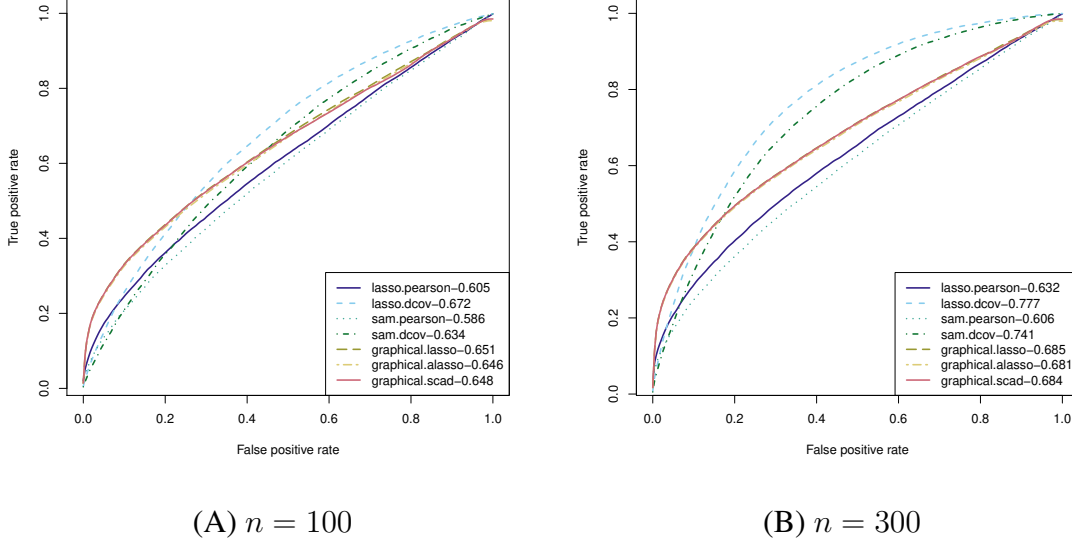 True positive rate
1.0
0.8
0.6
0.4
0.2
0.0
lasso.pearson−0.605
lasso.dcov−0.672
sam.pearson−0.586
sam.dcov−0.634
graphical.lasso−0.651
graphical.alasso−0.646
graphical.scad−0.648
0.0 0.2 0.4 0.6 0.8 1.0
False positive rate
(A) n = 100
True positive rate
1.0
0.8
0.6
0.4
0.2
0.0
lasso.pearson−0.632
lasso.dcov−0.777
sam.pearson−0.606
sam.dcov−0.741
graphical.lasso−0.685
graphical.alasso−0.681
graphical.scad−0.684
0.0 0.2 0.4 0.6 0.8 1.0
False positive rate
(B) n = 300